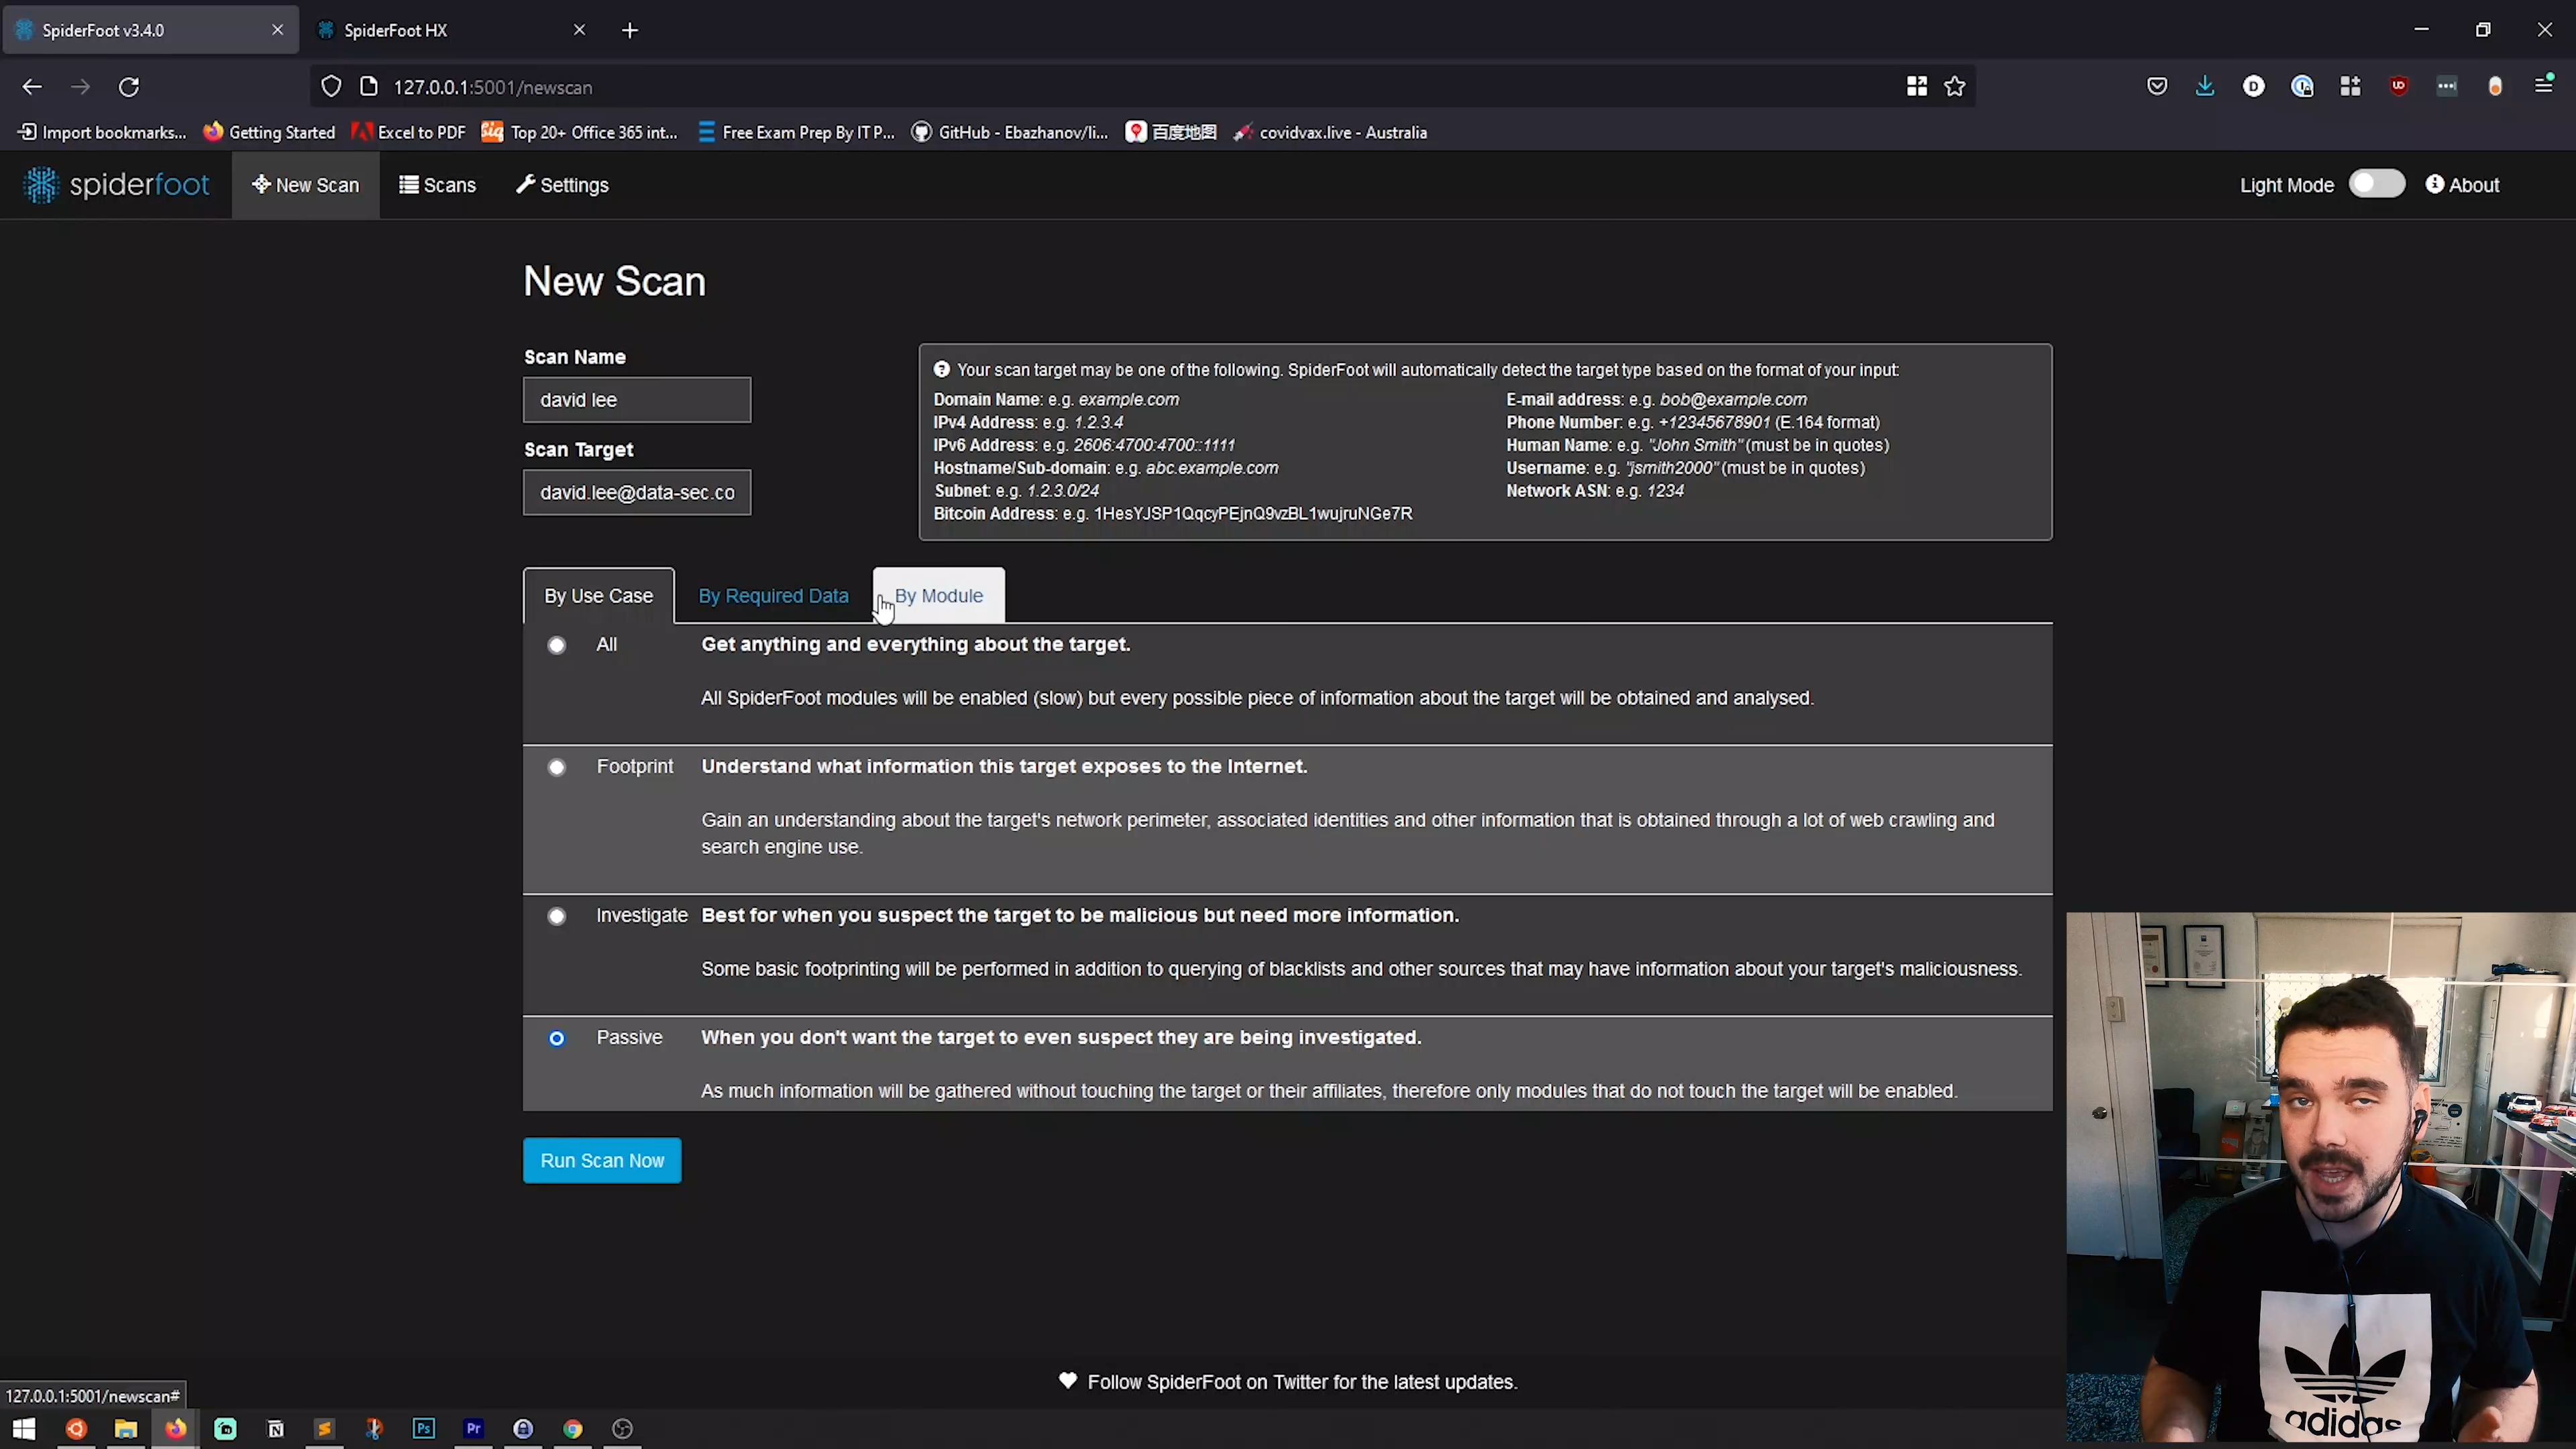 SpiderFoot v3.4.0
SpiderFoot HX
127.0.0.1:5001/newscan
Import bookmarks...
Getting Started
Excel to PDF
Top 20+ Office 365 int...
Free Exam Prep By IT P...
GitHub - Ebazhanov/li...
百度地图
covidvax.live - Australia
spiderfoot
New Scan
Scans
Settings
Light Mode
About
New Scan
Scan Name
david lee
Scan Target
david.lee@data-sec.co
Your scan target may be one of the following. SpiderFoot will automatically detect the target type based on the format of your input:
Domain Name: e.g. example.com
IPv4 Address: e.g. 1.2.3.4
IPv6 Address: e.g. 2606:4700:4700::1111
Hostname/Sub-domain: e.g. abc.example.com
Subnet: e.g. 1.2.3.0/24
Bitcoin Address: e.g. 1HesYJSP1QqcyPEjnQ9vzBL1wujruNGe7R
E-mail address: e.g. bob@example.com
Phone Number: e.g. +12345678901 (E.164 format)
Human Name: e.g. "John Smith" (must be in quotes)
Username: e.g. "jsmith2000" (must be in quotes)
Network ASN: e.g. 1234
By Use Case
By Required Data
By Module
All
Get anything and everything about the target.
All SpiderFoot modules will be enabled (slow) but every possible piece of information about the target will be obtained and analysed.
Footprint
Understand what information this target exposes to the Internet.
Gain an understanding about the target's network perimeter, associated identities and other information that is obtained through a lot of web crawling and
search engine use.
Investigate
Best for when you suspect the target to be malicious but need more information.
Some basic footprinting will be performed in addition to querying of blacklists and other sources that may have information about your target's maliciousness.
Passive
When you don't want the target to even suspect they are being investigated.
As much information will be gathered without touching the target or their affiliates, therefore only modules that do not touch the target will be enabled.
Run Scan Now
Follow SpiderFoot on Twitter for the latest updates.
127.0.0.1:5001/newscan#
Ps
Pr
adidas